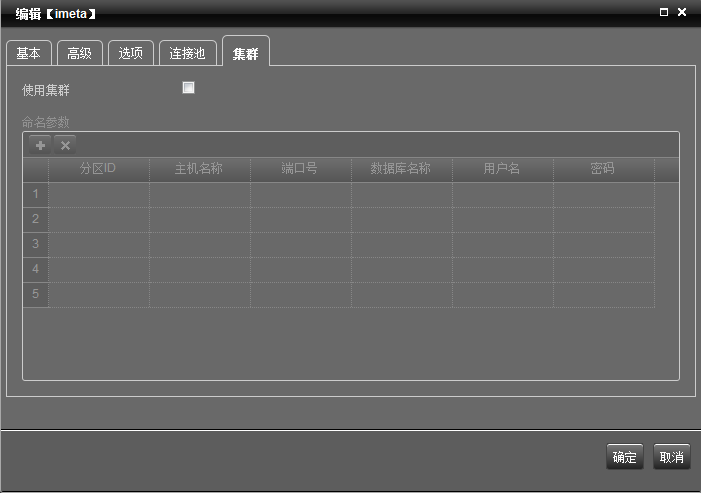 编辑【imeta】
基本 高级 选项 连接池 集群
使用集群
命名参数
分区ID 主机名称 端口号 数据库名称 用户名 密码
1
2
3
4
5
确定 取消